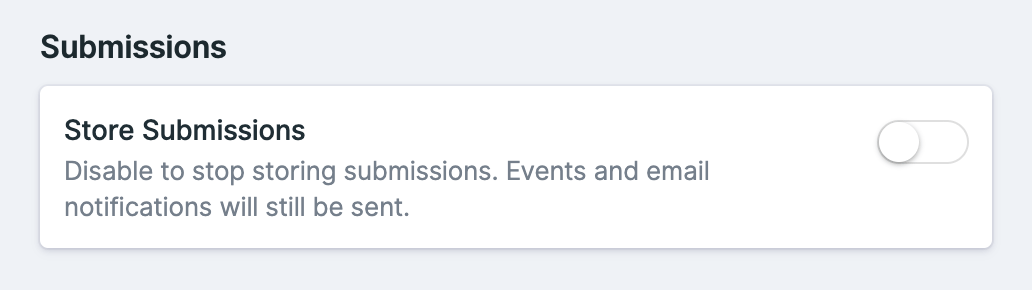 Submissions
Store Submissions
Disable to stop storing submissions. Events and email
notifications will still be sent.